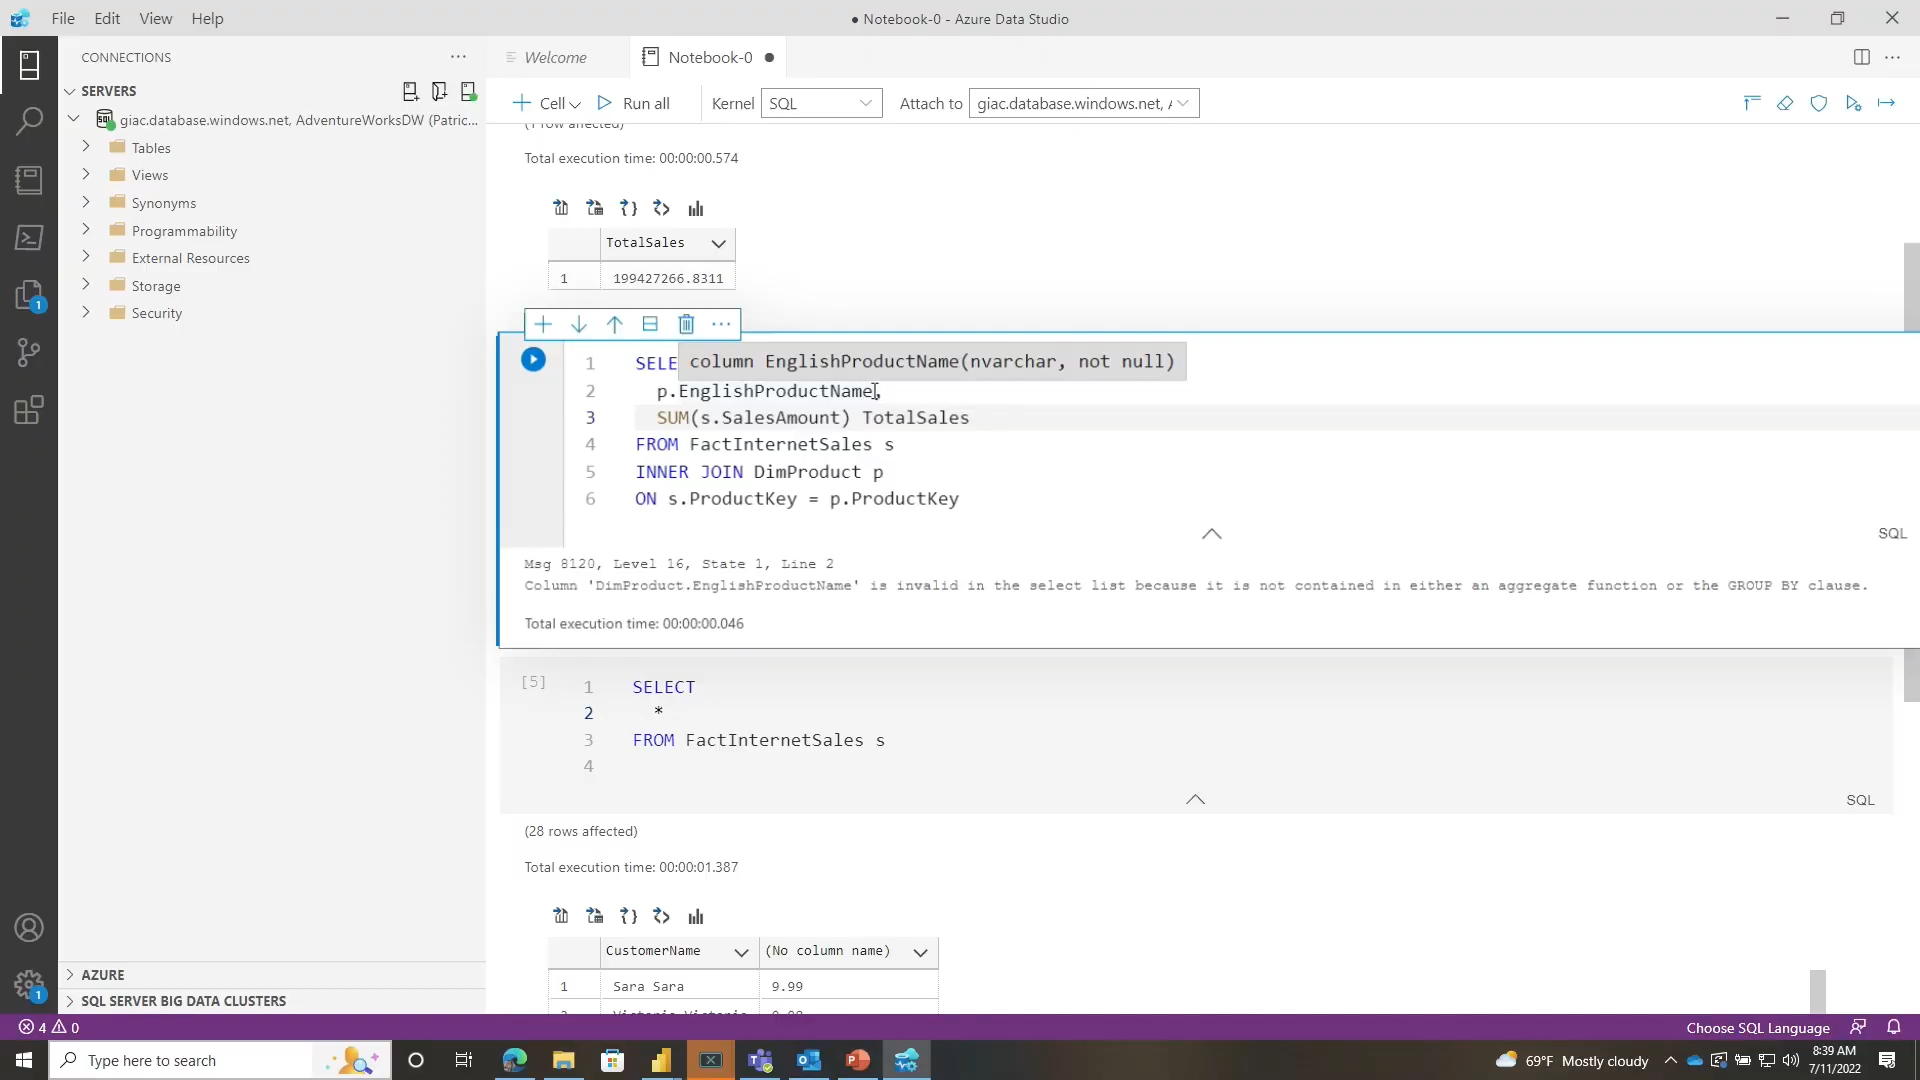 File Edit View Help
● Notebook-0 - Azure Data Studio
CONNECTIONS
Welcome
Notebook-0 ●
SERVERS
Cell
Run all
Kernel
SQL
Attach to
giac.database.windows.net, A
giac.database.windows.net, AdventureWorksDW (Patric...
Tables
Views
Synonyms
Programmability
External Resources
Storage
Security
(1 row affected)
Total execution time: 00:00:00.574
TotalSales
1 199427266.8311
1 SELE
column EnglishProductName(nvarchar, not null)
2 p.EnglishProductName,
3 SUM(s.SalesAmount) TotalSales
4 FROM FactInternetSales s
5 INNER JOIN DimProduct p
6 ON s.ProductKey = p.ProductKey
SQL
Msg 8120, Level 16, State 1, Line 2
Column 'DimProduct.EnglishProductName' is invalid in the select list because it is not contained in either an aggregate function or the GROUP BY clause.
Total execution time: 00:00:00.046
[5]
1 SELECT
2 *
3 FROM FactInternetSales s
4
SQL
(28 rows affected)
Total execution time: 00:00:01.387
CustomerName (No column name)
1 Sara Sara 9.99
AZURE
SQL SERVER BIG DATA CLUSTERS
1
1
4 0
Choose SQL Language
Type here to search
69°F Mostly cloudy
8:39 AM
7/11/2022